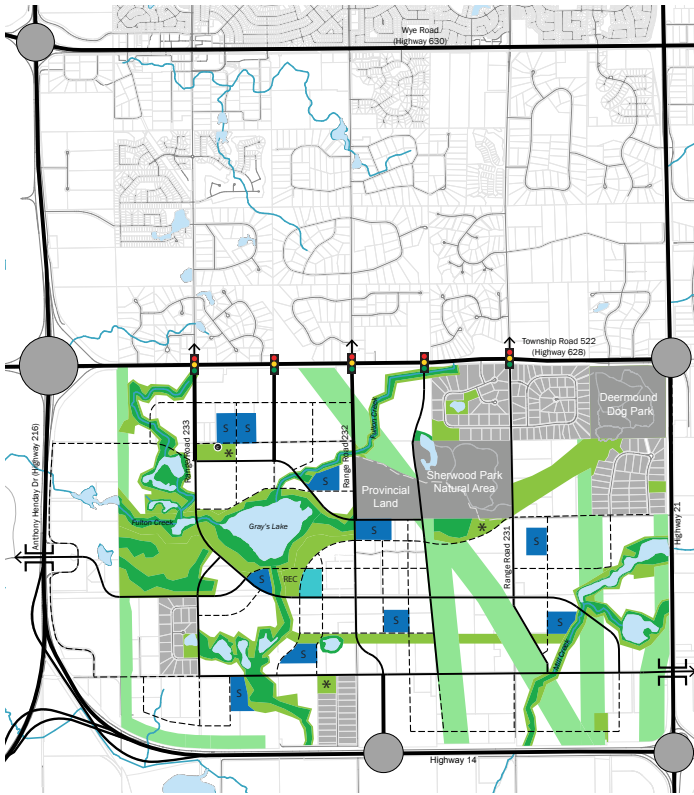 Wye Road
(Highway 630)
Township Road 522
(Highway 628)
Deermound
Dog Park
Fulton Creek
Range Road 233
Range Road 232
S S
*
S
Sherwood Park
Natural Area
Provincial
Land
Anthony Henday Dr (Highway 216)
Highway 21
Fulton Creek
Gray's Lake
S
*
Range Road 231
S
S
REC
S
S
Mill Creek
S
S
*
Highway 14